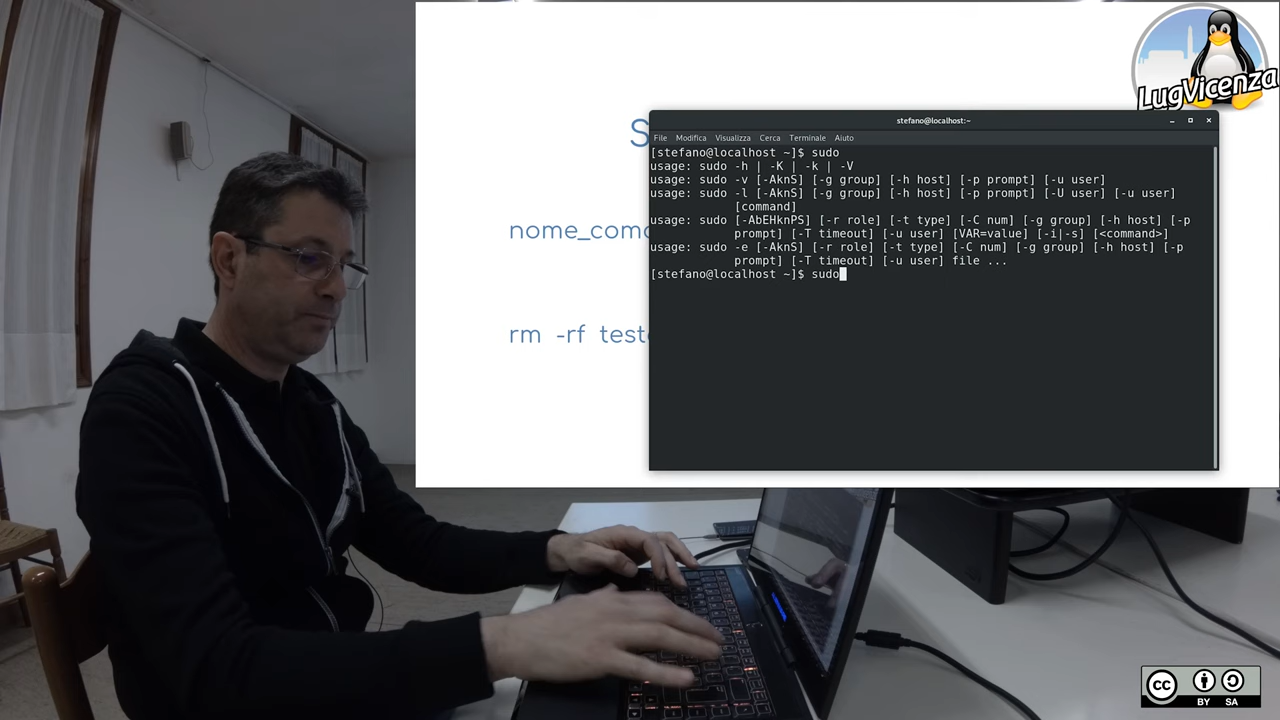 LugVicenza
S
nome_com
rm -rf test
stefano@localhost:~
File Modifica Visualizza Cerca Terminale Aiuto
[stefano@localhost ~]$ sudo
usage: sudo -h | -K | -k | -V
usage: sudo -v [-AknS] [-g group] [-h host] [-p prompt] [-u user]
usage: sudo -l [-AknS] [-g group] [-h host] [-p prompt] [-U user] [-u user]
[command]
usage: sudo [-AbEHknPS] [-r role] [-t type] [-C num] [-g group] [-h host] [-p
prompt] [-T timeout] [-u user] [VAR=value] [-i|-s] [<command>]
usage: sudo -e [-AknS] [-r role] [-t type] [-C num] [-g group] [-h host] [-p
prompt] [-T timeout] [-u user] file ...
[stefano@localhost ~]$ sudo
cc
BY SA